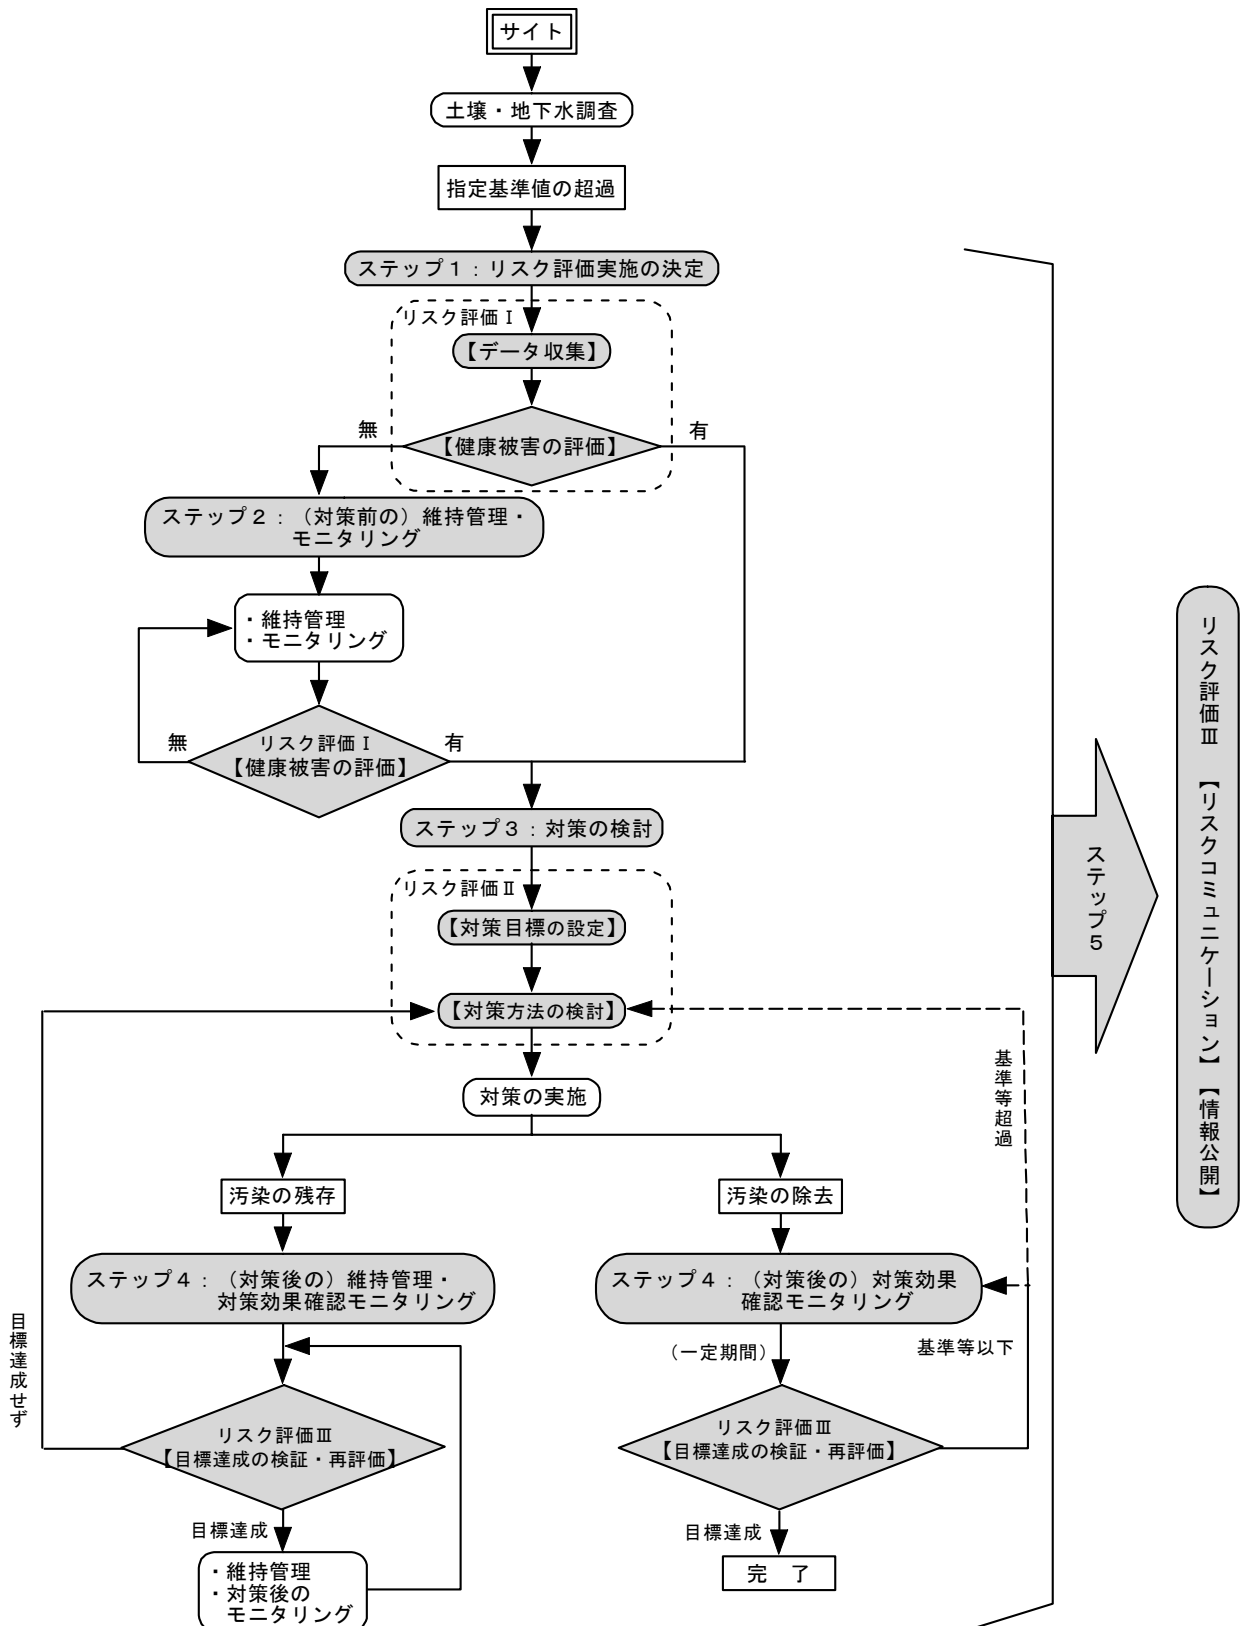 サイト
土壌・地下水調査
指定基準値の超過
ステップ１：リスク評価実施の決定
リスク評価Ⅰ
【データ収集】
無
【健康被害の評価】
有
ステップ２：（対策前の）維持管理・
モニタリング
・維持管理
・モニタリング
無
リスク評価Ⅰ
【健康被害の評価】
有
ステップ３：対策の検討
リスク評価Ⅱ
【対策目標の設定】
【対策方法の検討】
対策の実施
汚染の残存
汚染の除去
基準等超過
ステップ４：（対策後の）維持管理・
対策効果確認モニタリング
ステップ４：（対策後の）対策効果
確認モニタリング
目標達成せず
（一定期間）
基準等以下
リスク評価Ⅲ
【目標達成の検証・再評価】
リスク評価Ⅲ
【目標達成の検証・再評価】
目標達成
目標達成
・維持管理
・対策後の
モニタリング
完　了
ステップ５
リスク評価Ⅲ　【リスクコミュニケーション】【情報公開】